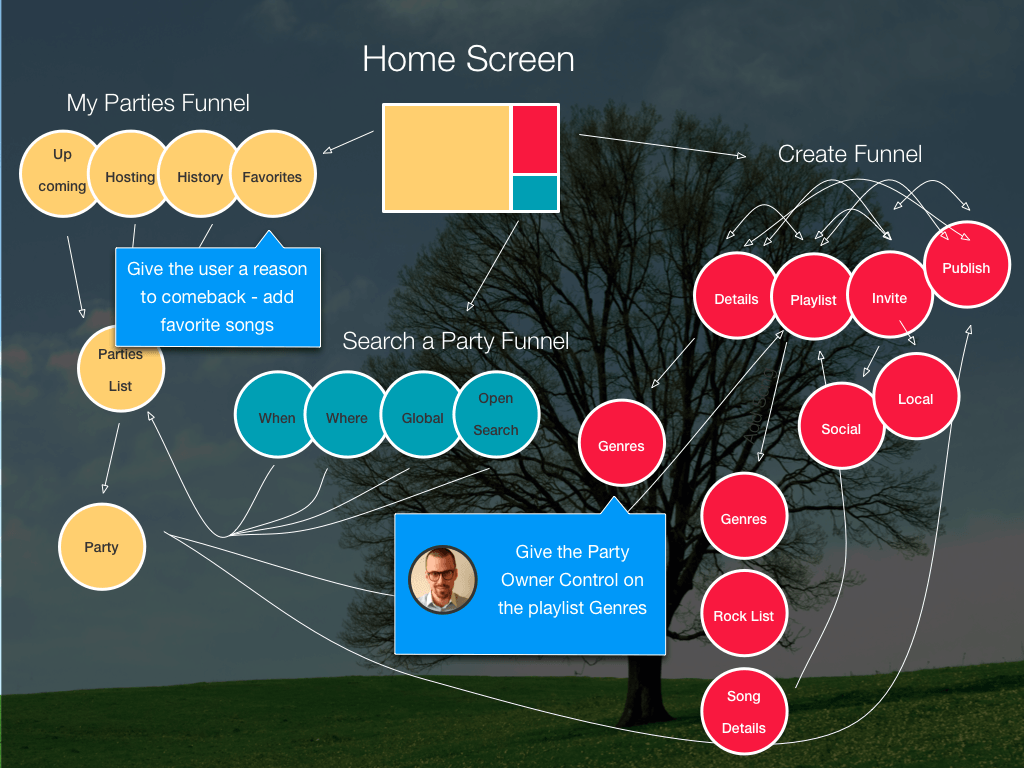 Home Screen
My Parties Funnel
Up
coming
Hosting
History
Favorites
Create Funnel
Give the user a reason
to comeback - add
favorite songs
Details
Playlist
Invite
Publish
Search a Party Funnel
Parties
List
When
Where
Global
Open
Search
Genres
Social
Local
Party
Genres
Give the Party
Owner Control on
the playlist Genres
Rock List
Song
Details